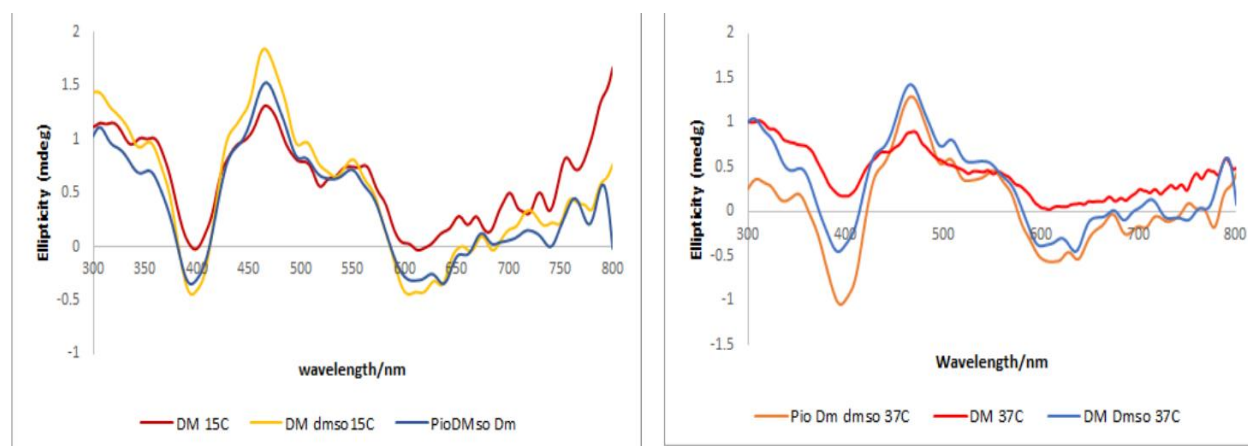 2
1.5
1
0.5
0
-0.5
-1
300 350 400 450 500 550 600 650 700 750 800
Ellipticity (mdeg)
wavelength/nm
DM 15C DM dmso15C PioDMso Dm
2
1.5
1
0.5
0
-0.5
-1
-1.5
300 400 500 600 700 800
Ellipticity (medg)
Wavelength/nm
Pio Dm dmso 37C DM 37C DM Dmso 37C